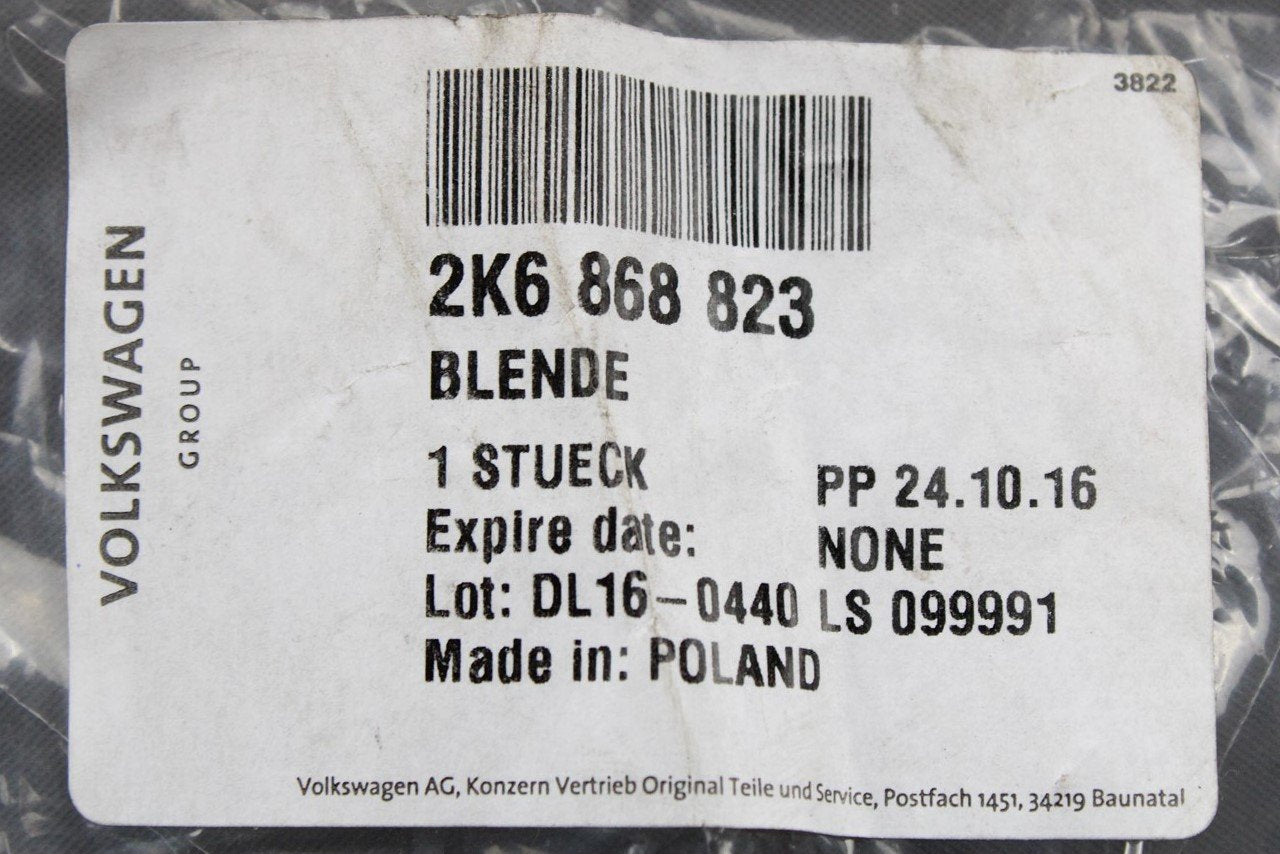 3822
VOLKSWAGEN
GROUP
2K6 868 823
BLENDE
1 STUECK PP 24.10.16
Expire date: NONE
Lot: DL16-0440 LS 099991
Made in: POLAND
Volkswagen AG, Konzern Vertrieb Original Teile und Service, Postfach 1451, 34219 Baunatal